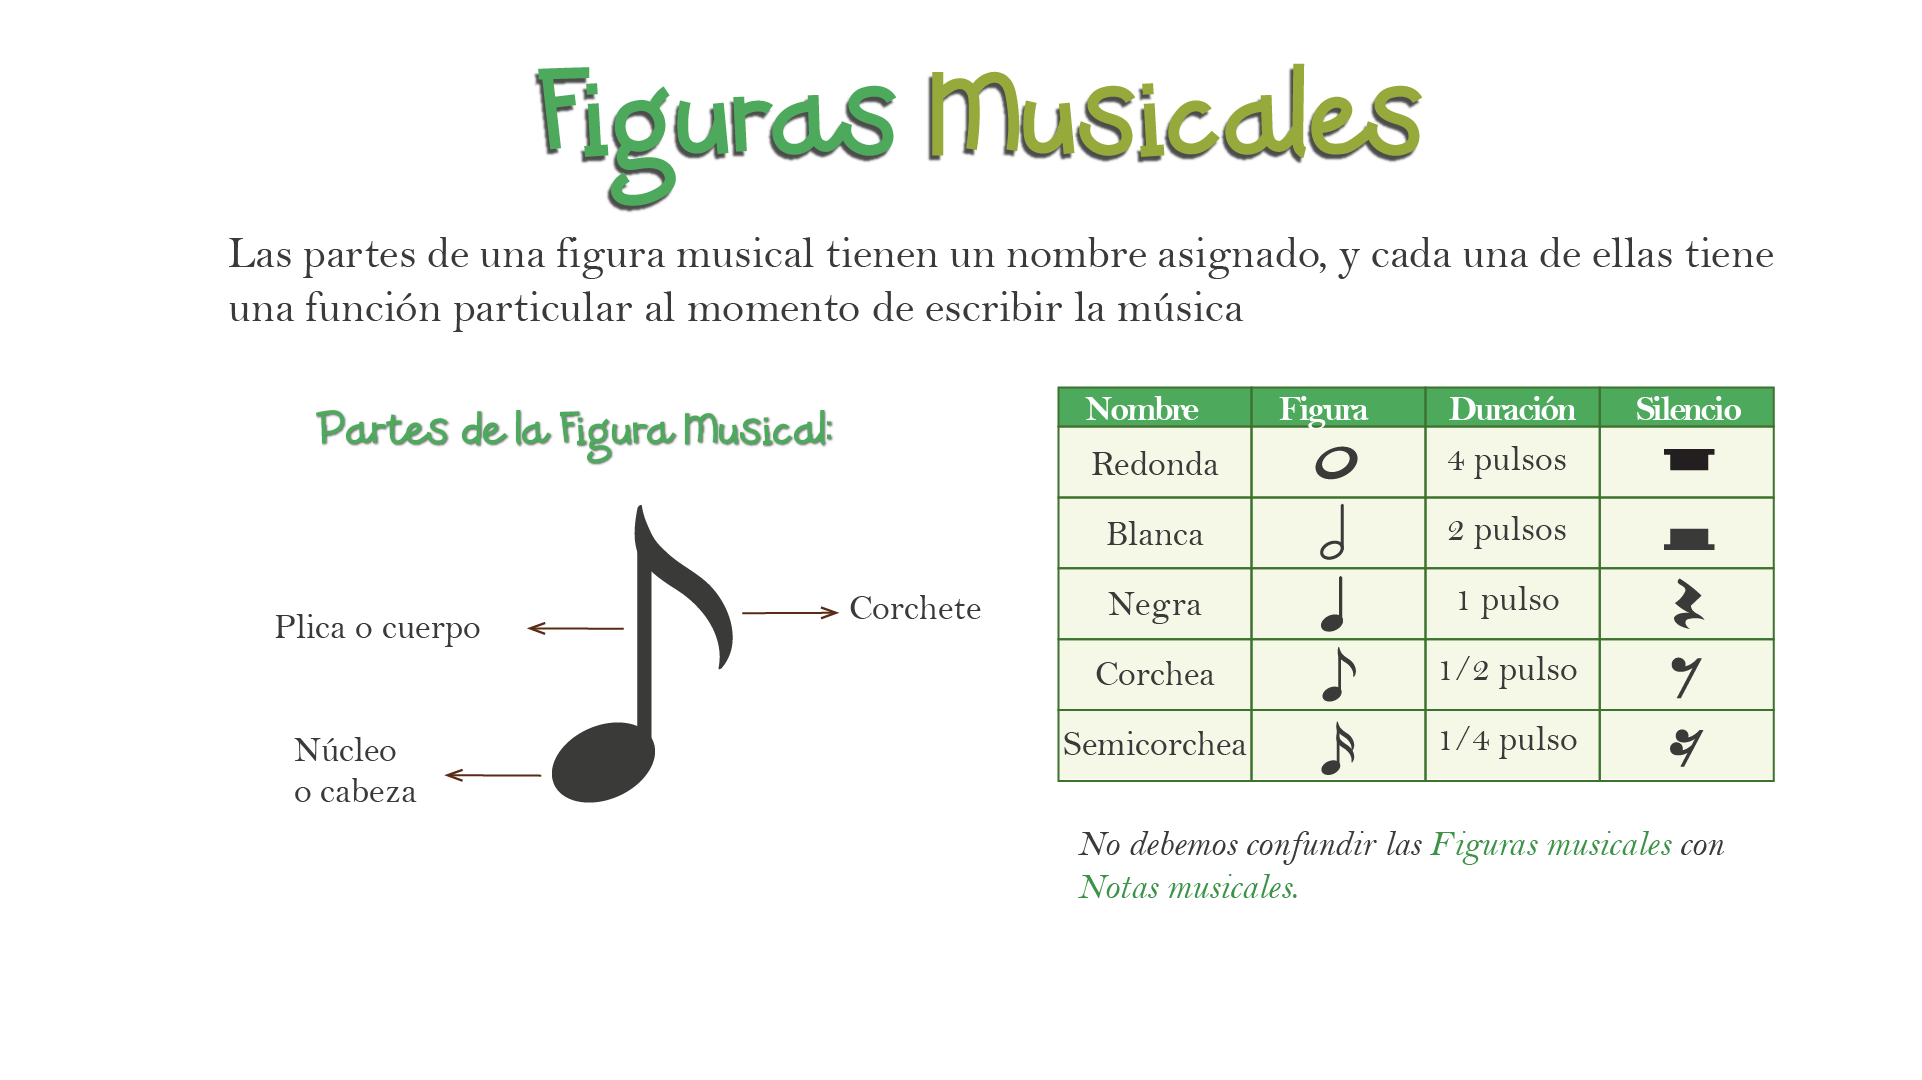 Figuras Musicales
Las partes de una figura musical tienen un nombre asignado, y cada una de ellas tiene
una función particular al momento de escribir la música
Partes de la Figura Musical:
Plica o cuerpo
Corchete
Núcleo
o cabeza
Nombre Figura Duración Silencio
Redonda 4 pulsos
Blanca 2 pulsos
Negra 1 pulso
Corchea 1/2 pulso
Semicorchea 1/4 pulso
No debemos confundir las Figuras musicales con
Notas musicales.